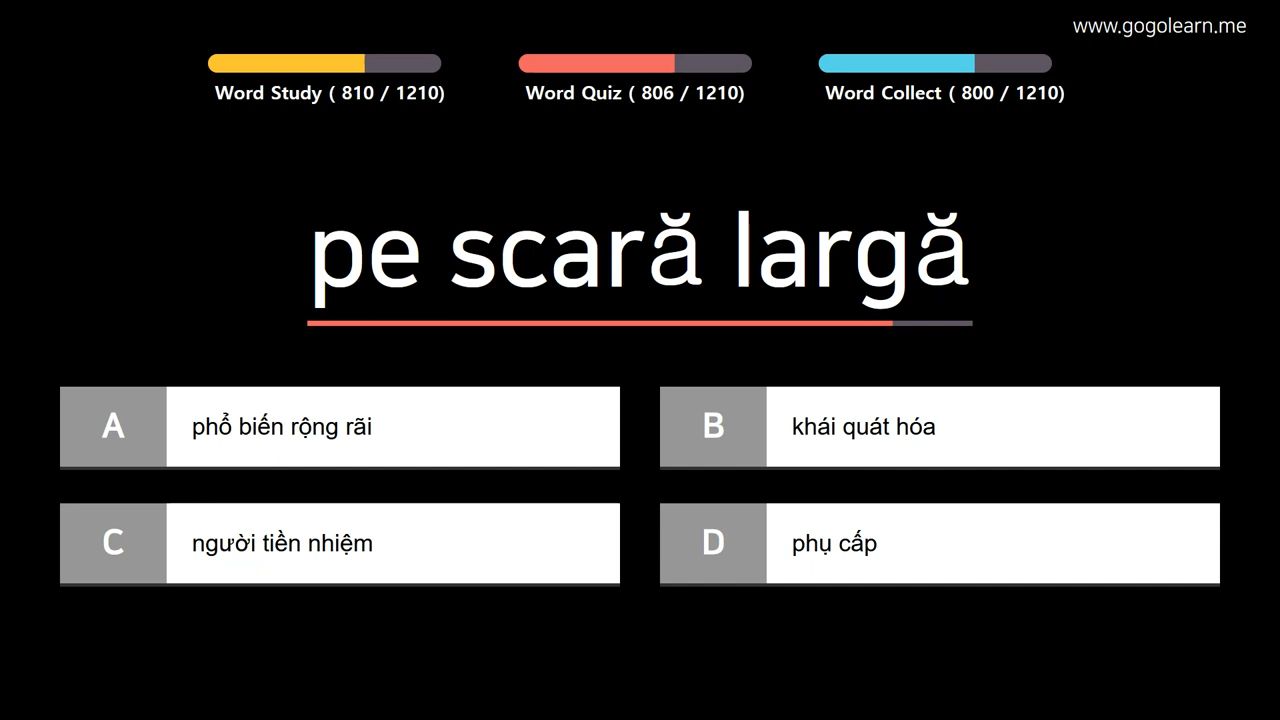 www.gogolearn.me
Word Study ( 810 / 1210)
Word Quiz ( 806 / 1210)
Word Collect ( 800 / 1210)
pe scară largă
A
phổ biến rộng rãi
B
khái quát hóa
C
người tiền nhiệm
D
phụ cấp